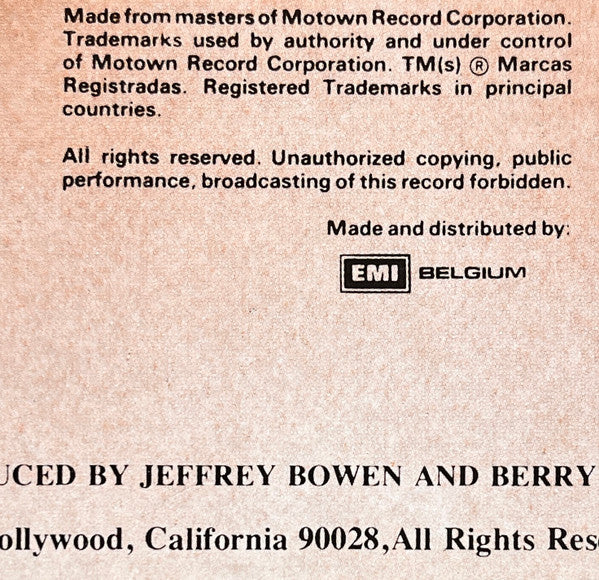 Made from masters of Motown Record Corporation.
Trademarks used by authority and under control
of Motown Record Corporation. TM(s) ® Marcas
Registradas. Registered Trademarks in principal
countries.
All rights reserved. Unauthorized copying, public
performance, broadcasting of this record forbidden.
Made and distributed by:
EMI BELGIUM
UCED BY JEFFREY BOWEN AND BERRY
ollywood, California 90028,All Rights Res